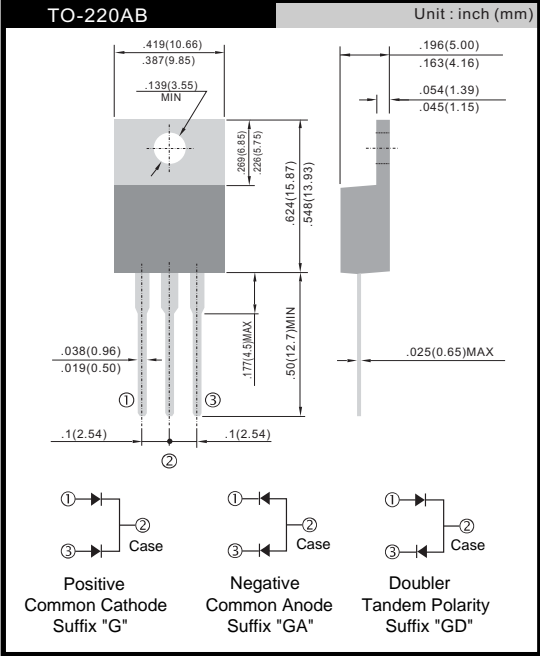 TO-220AB
Unit : inch (mm)
.419(10.66)
.387(9.85)
.139(3.55)
MIN
.196(5.00)
.163(4.16)
.054(1.39)
.045(1.15)
.269(6.85)
.226(5.75)
.624(15.87)
.548(13.93)
.177(4.5)MAX
.50(12.7)MIN
.038(0.96)
.019(0.50)
.025(0.65)MAX
① ③
.1(2.54) .1(2.54)
②
① ② ③ Case
① ② ③ Case
① ② ③ Case
Positive
Common Cathode
Suffix "G"
Negative
Common Anode
Suffix "GA"
Doubler
Tandem Polarity
Suffix "GD"